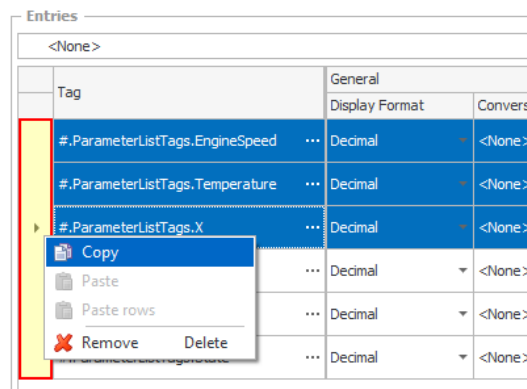 Entries
<None>
Tag
General
Display Format
Convers
#.ParameterListTags.EngineSpeed ... Decimal <None>
#.ParameterListTags.Temperature ... Decimal <None>
#.ParameterListTags.X ... Decimal <None>
Copy
... Decimal <None>
Paste
Paste rows
... Decimal <None>
Remove Delete
... Decimal <None>